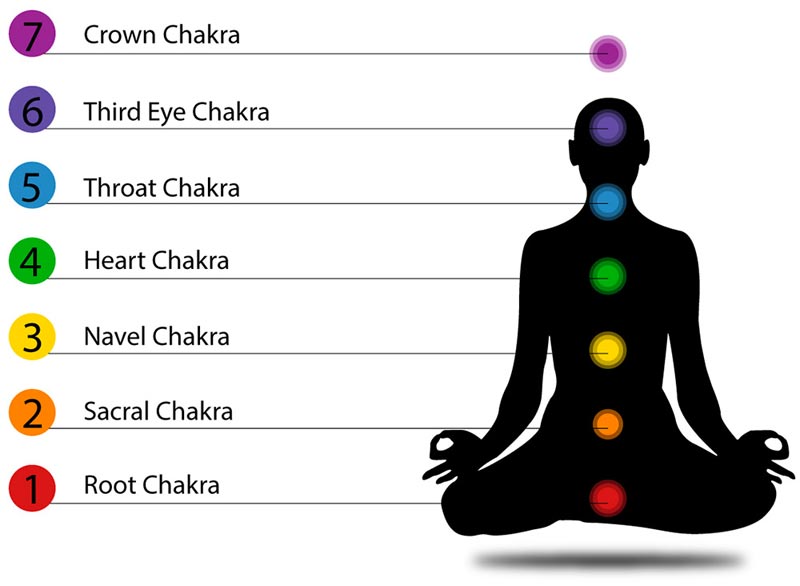 7 Crown Chakra
6 Third Eye Chakra
5 Throat Chakra
4 Heart Chakra
3 Navel Chakra
2 Sacral Chakra
1 Root Chakra